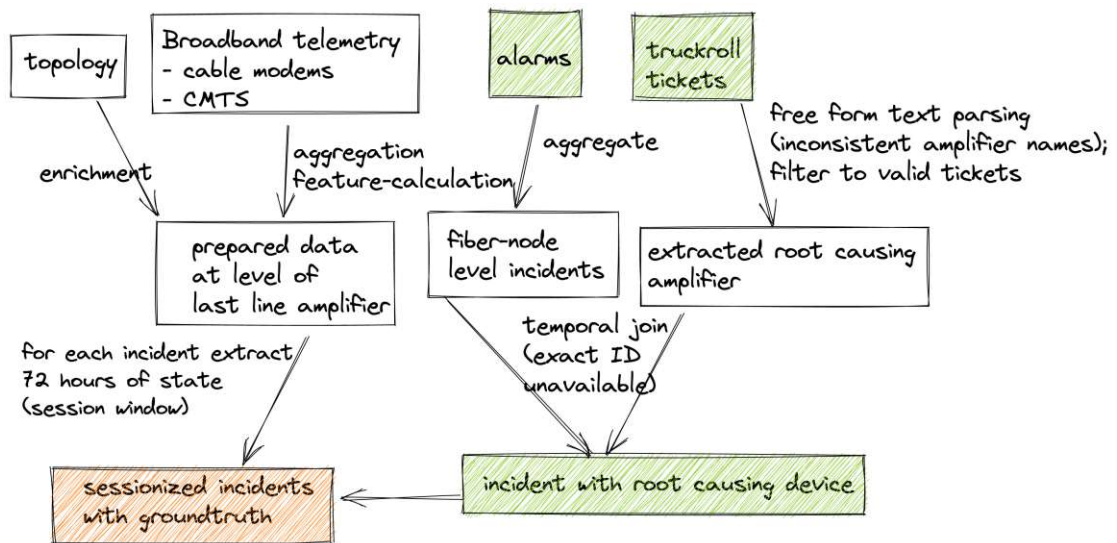 topology
Broadband telemetry
- cable modems
- CMTS
alarms
truckroll
tickets
enrichment
aggregation
feature-calculation
aggregate
free form text parsing
(inconsistent amplifier names);
filter to valid tickets
prepared data
at level of
last line amplifier
fiber-node
level incidents
extracted root causing
amplifier
for each incident extract
72 hours of state
(session window)
temporal join
(exact ID
unavailable)
sessionized incidents
with groundtruth
incident with root causing device